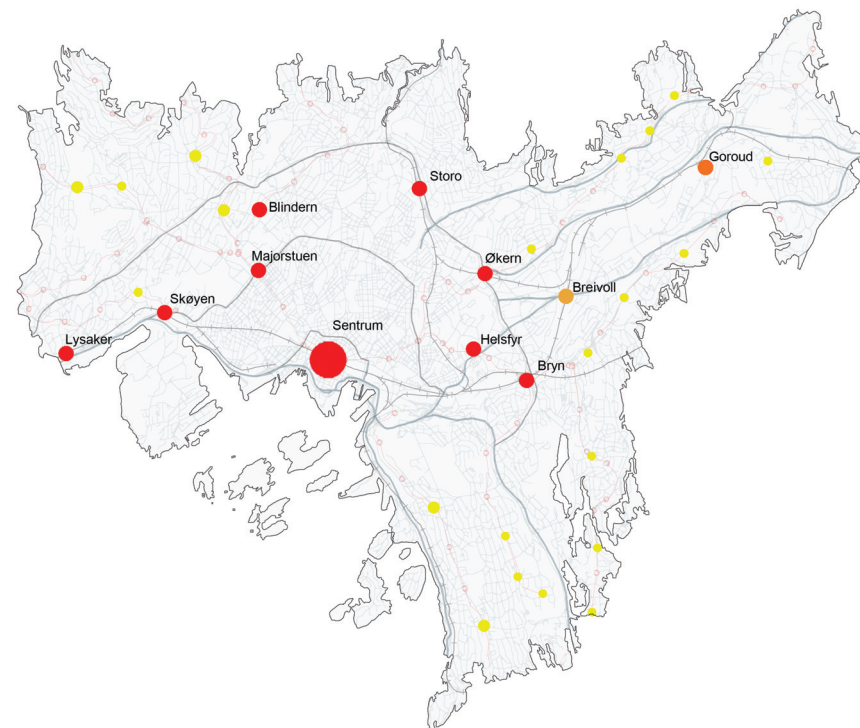 Goroud
Storo
Blindern
Majorstuen
Økern
Breivoll
Skøyen
Sentrum
Lysaker
Helsfyr
Bryn